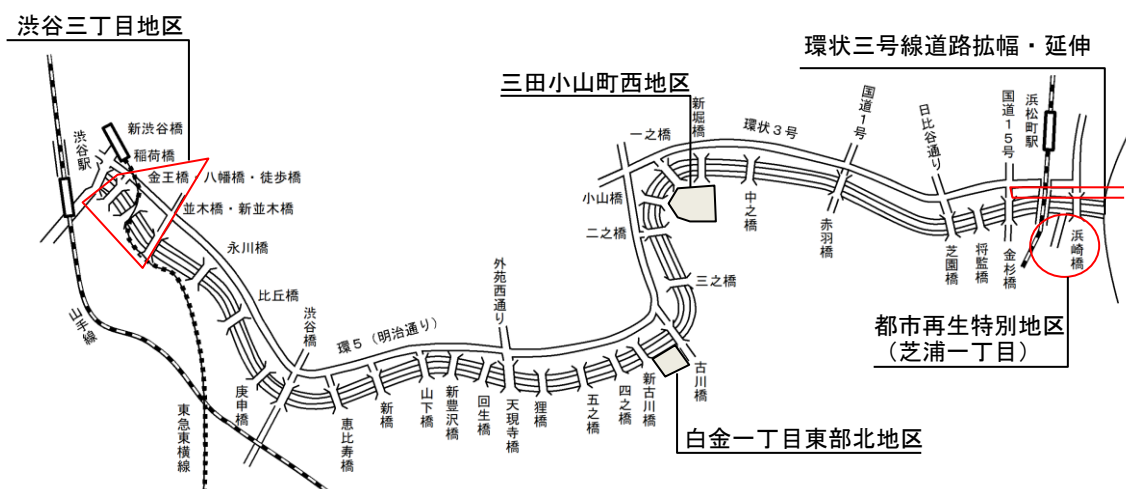 渋谷三丁目地区
環状三号線道路拡幅・延伸
三田小山町西地区
新渋谷橋
渋谷駅
稲荷橋
金王橋・八幡橋・徒歩橋
並木橋・新並木橋
永川橋
比丘橋
渋谷橋
山手線
東急東横線
庚申橋
環5（明治通り）
恵比寿橋
新橋
山下橋
新豊沢橋
回生橋
外苑西通り
天現寺橋
狸橋
五之橋
四之橋
新古川橋
古川橋
白金一丁目東部北地区
三之橋
二之橋
小山橋
一之橋
新堀橋
環状3号
中之橋
国道1号
赤羽橋
日比谷通り
芝園橋
将監橋
国道15号
金杉橋
浜松町駅
浜崎橋
都市再生特別地区
（芝浦一丁目）